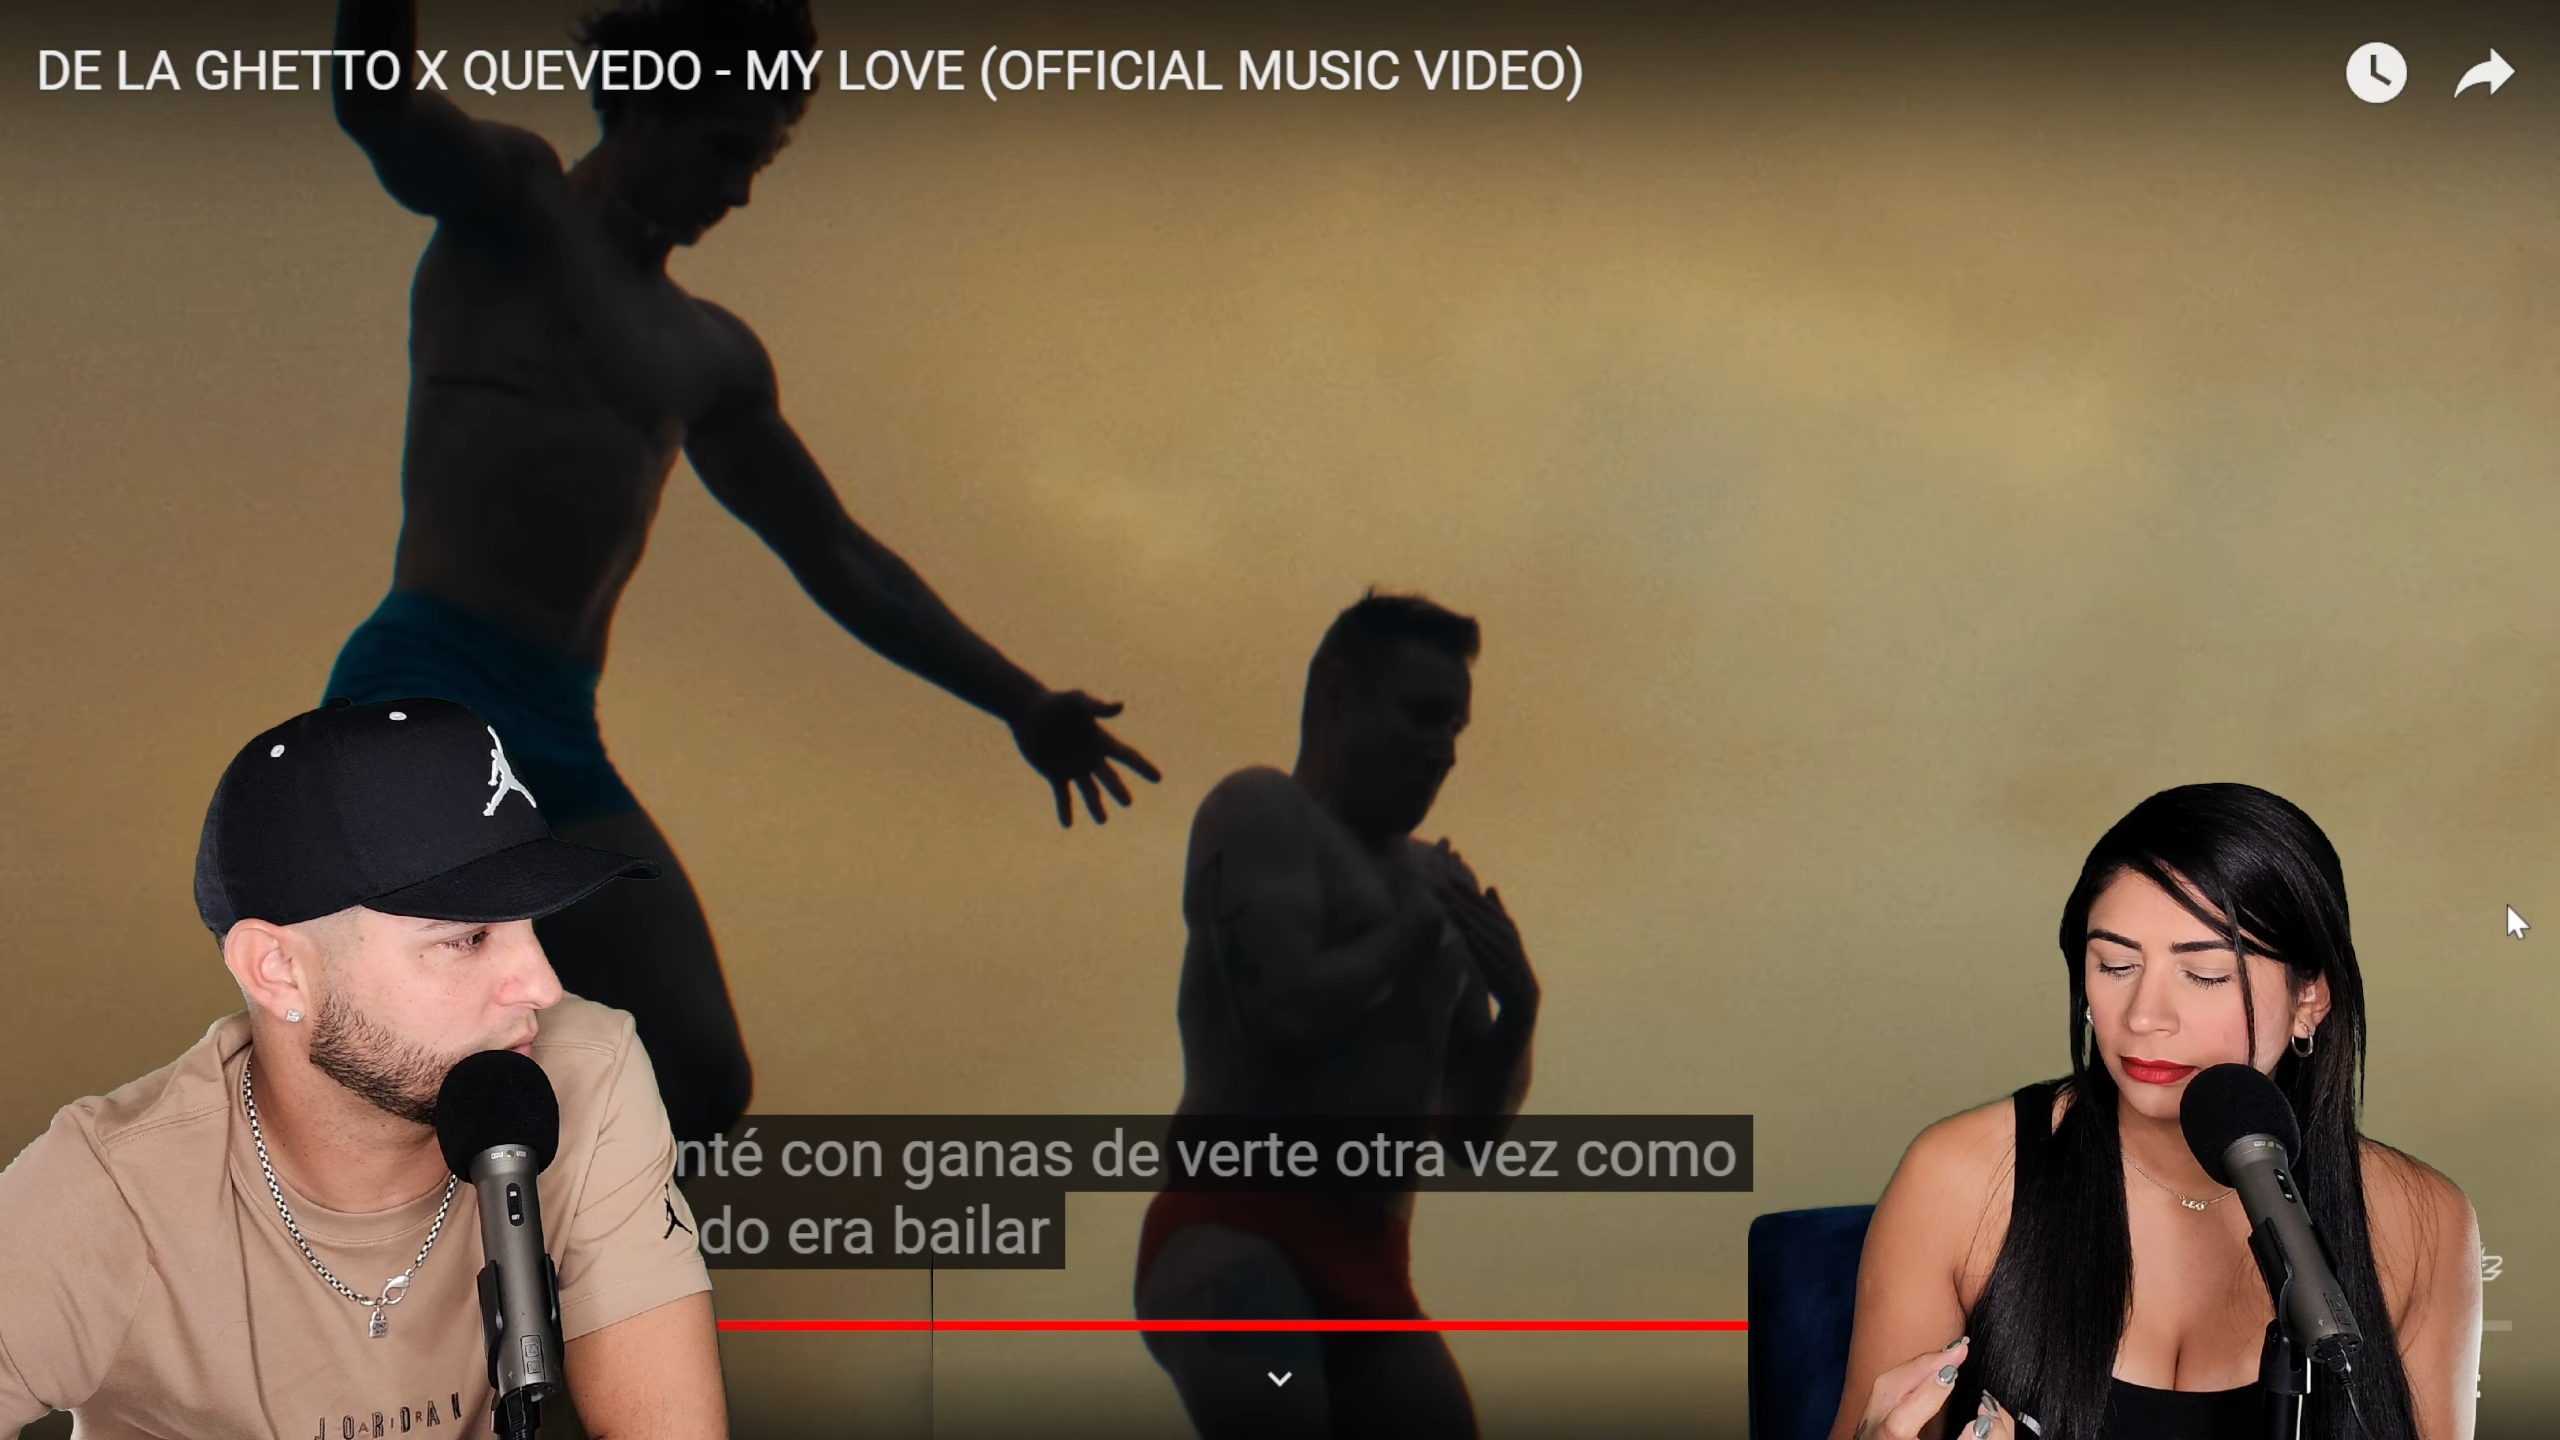 DE LA GHETTO X QUEVEDO - MY LOVE (OFFICIAL MUSIC VIDEO)
nté con ganas de verte otra vez como
do era bailar
JORDAN